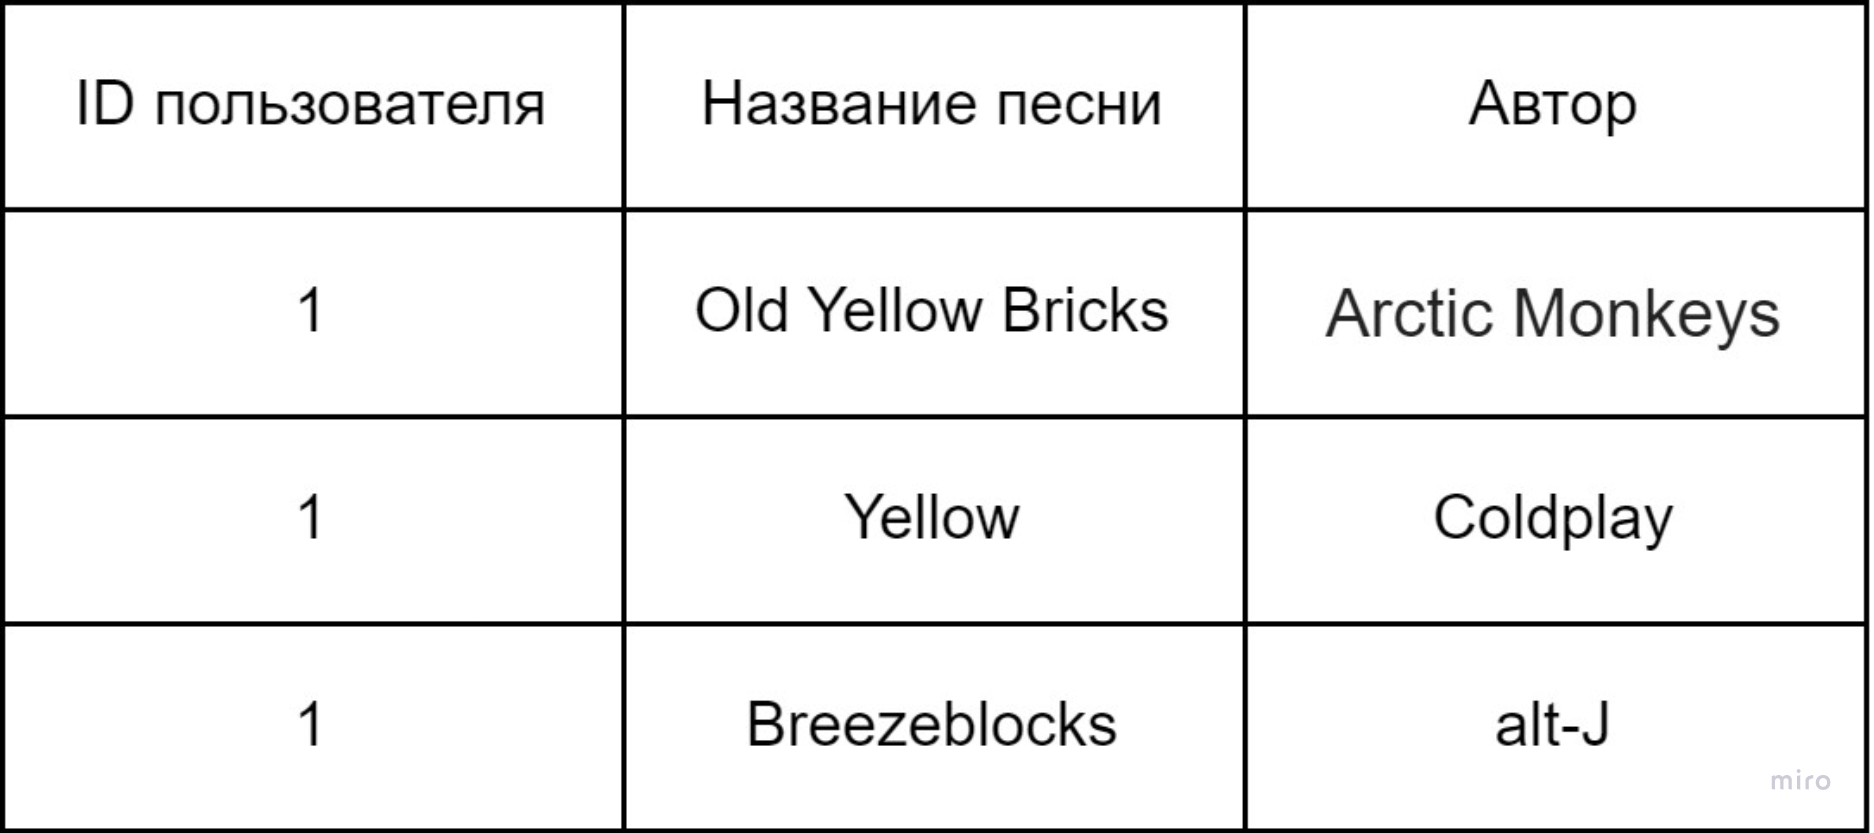 ID пользователя Название песни Автор
1 Old Yellow Bricks Arctic Monkeys
1 Yellow Coldplay
1 Breezeblocks alt-J
miro